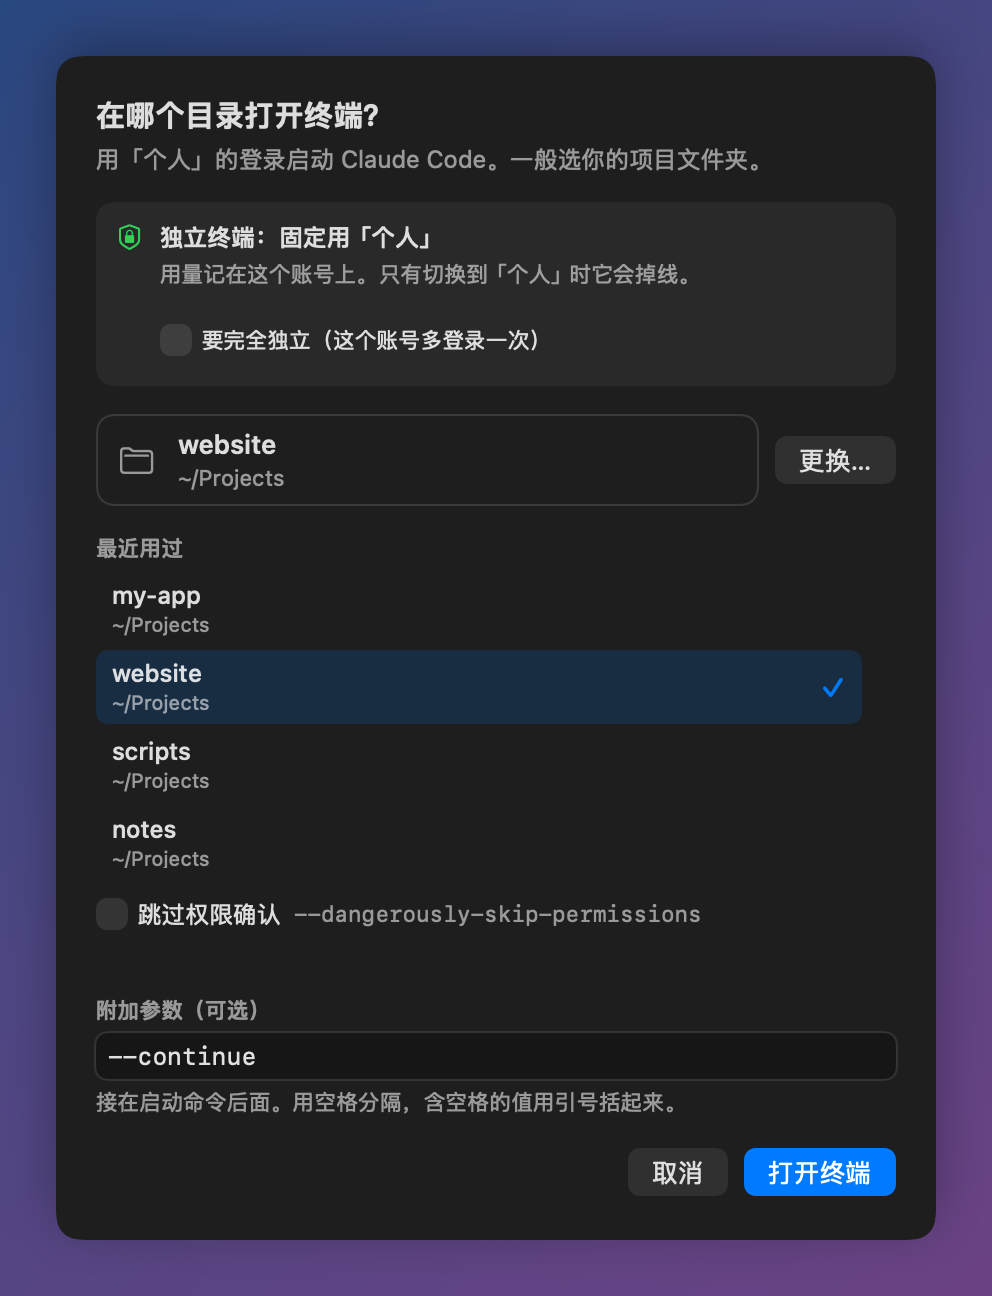 在哪个目录打开终端?
用「个人」的登录启动 Claude Code。一般选你的项目文件夹。
独立终端：固定用「个人」
用量记在这个账号上。只有切换到「个人」时它会掉线。
要完全独立（这个账号多登录一次）
website
~/Projects
更换...
最近用过
my-app
~/Projects
website
~/Projects
scripts
~/Projects
notes
~/Projects
跳过权限确认 --dangerously-skip-permissions
附加参数（可选）
--continue
接在启动命令后面。用空格分隔，含空格的值用引号括起来。
取消 打开终端